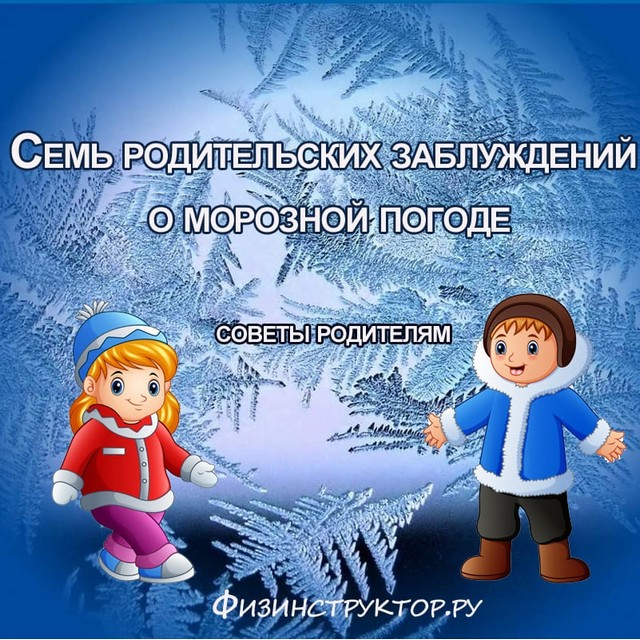 Семь родительских заблуждений
о морозной погоде
советы родителям
Физинструктор.ру